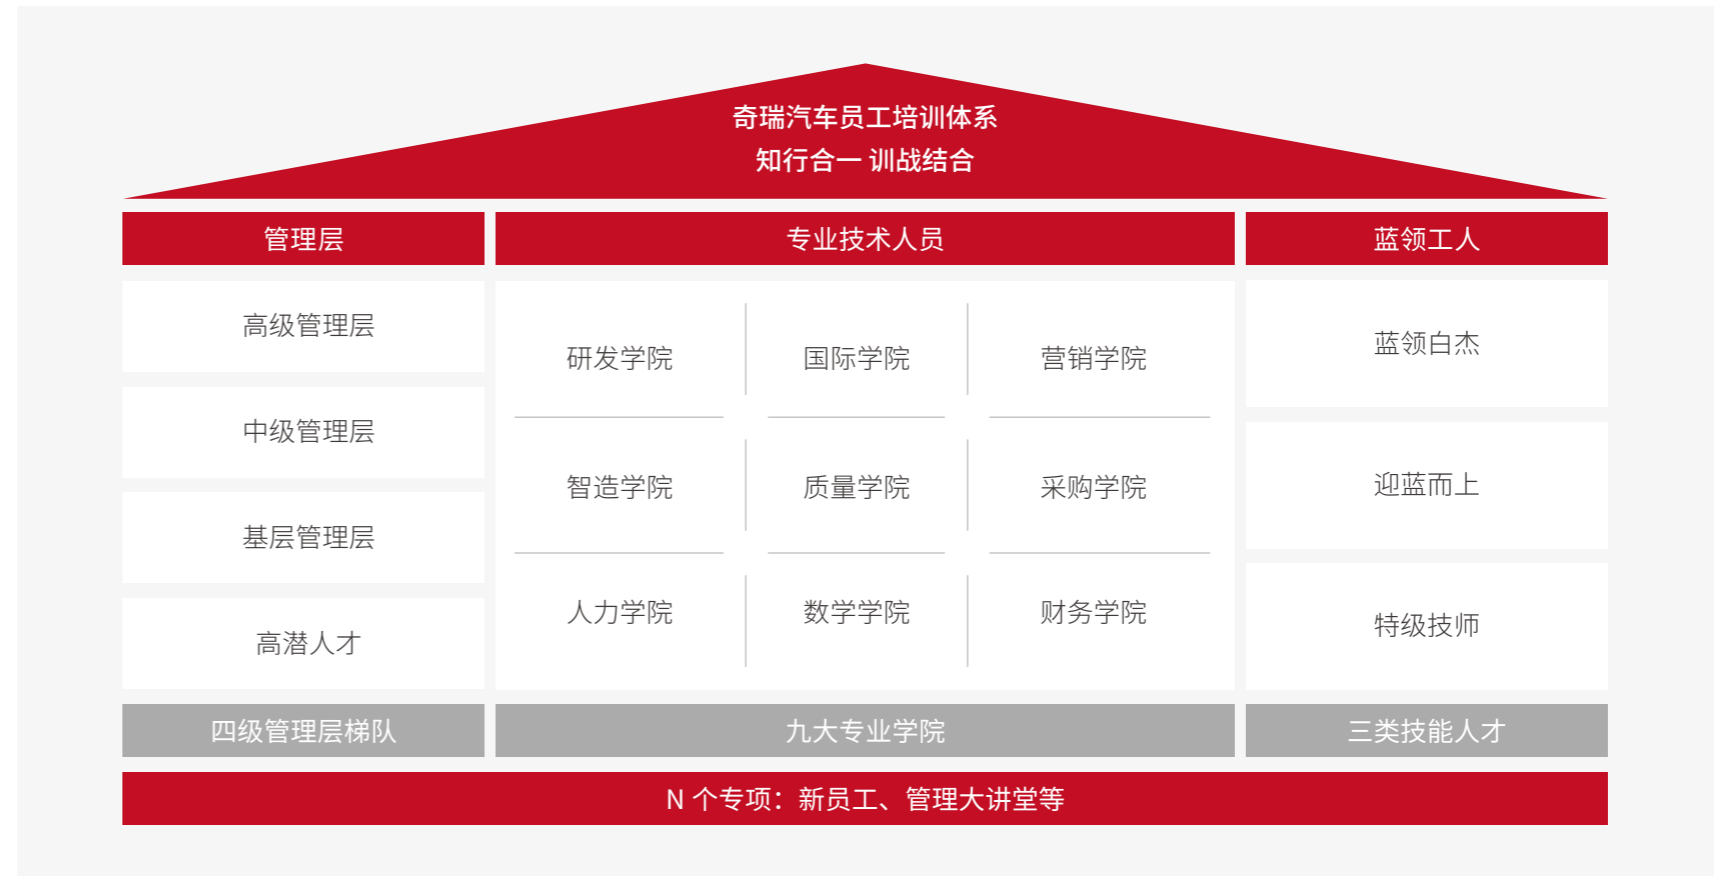 奇瑞汽车员工培训体系
知行合一 训战结合
管理层
专业技术人员
蓝领工人
高级管理层
中级管理层
基层管理层
高潜人才
研发学院
国际学院
营销学院
智造学院
质量学院
采购学院
人力学院
数学学院
财务学院
蓝领白杰
迎蓝而上
特级技师
四级管理层梯队
九大专业学院
三类技能人才
N 个专项：新员工、管理大讲堂等